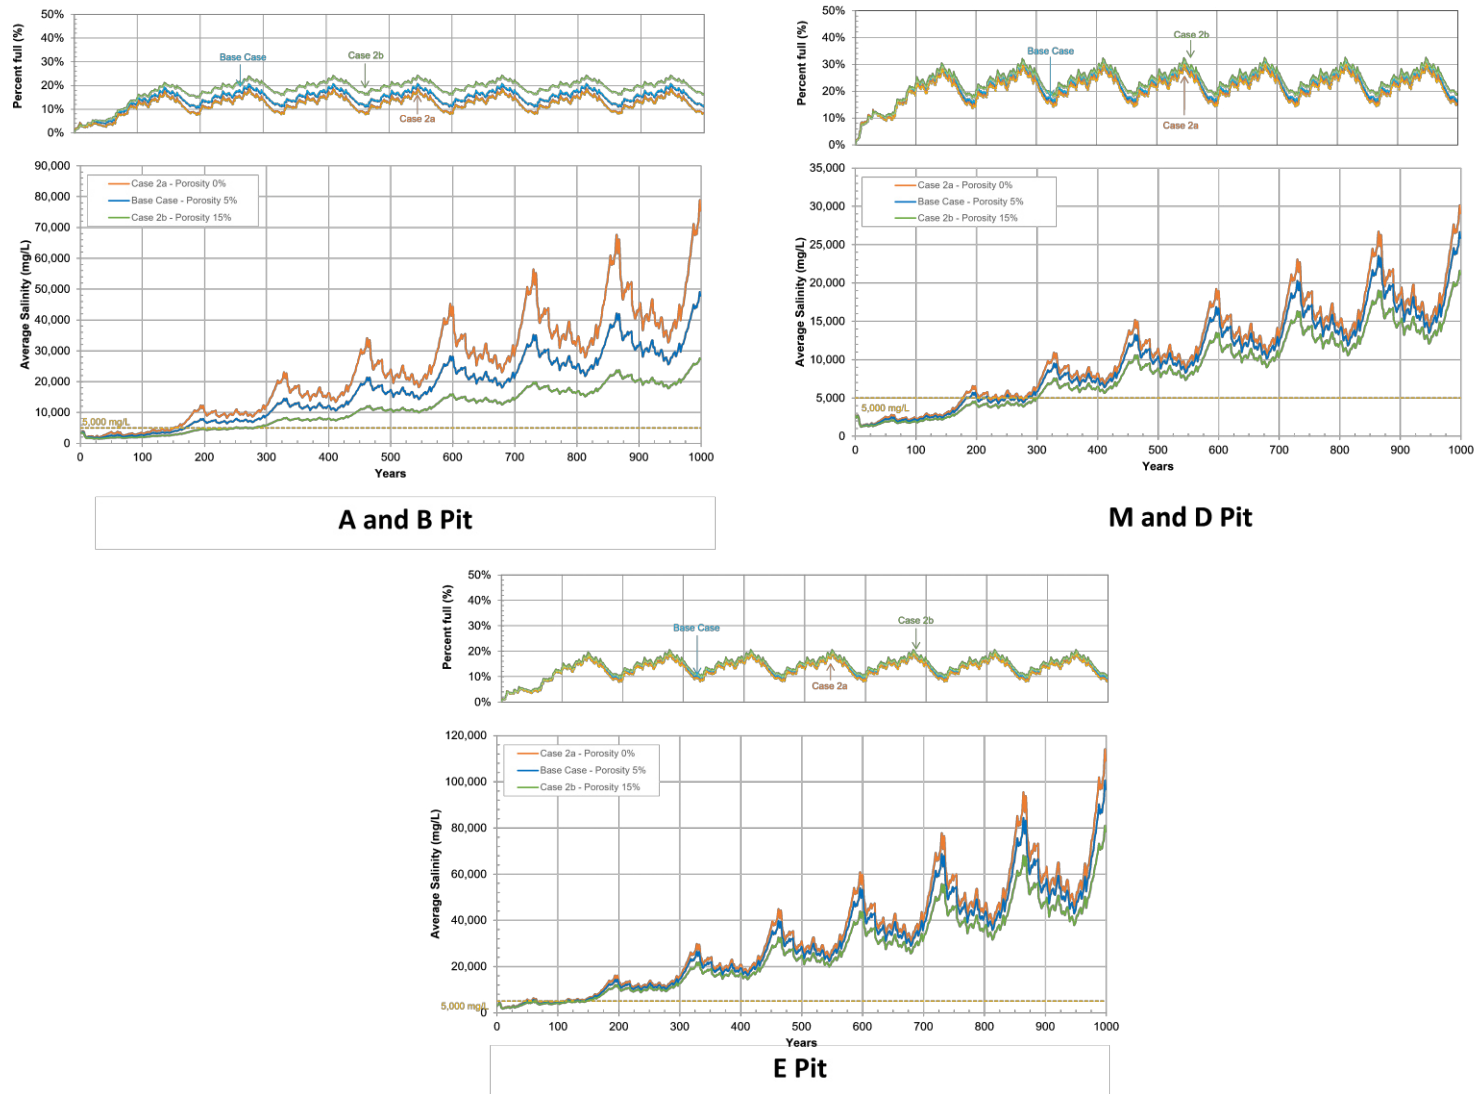 Percent full (%)
50%
40%
30%
20%
10%
0%
Base Case
Case 2b
Case 2a
Average Salinity (mg/L)
90,000
80,000
70,000
60,000
50,000
40,000
30,000
20,000
10,000
0
Case 2a - Porosity 0%
Base Case - Porosity 5%
Case 2b - Porosity 15%
5,000 mg/L
0 100 200 300 400 500 600 700 800 900 1000
Years
A and B Pit
Percent full (%)
50%
40%
30%
20%
10%
0%
Base Case
Case 2b
Case 2a
Average Salinity (mg/L)
35,000
30,000
25,000
20,000
15,000
10,000
5,000
0
Case 2a - Porosity 0%
Base Case - Porosity 5%
Case 2b - Porosity 15%
5,000 mg/L
0 100 200 300 400 500 600 700 800 900 1000
Years
M and D Pit
Percent full (%)
50%
40%
30%
20%
10%
0%
Base Case
Case 2b
Case 2a
Average Salinity (mg/L)
120,000
100,000
80,000
60,000
40,000
20,000
0
Case 2a - Porosity 0%
Base Case - Porosity 5%
Case 2b - Porosity 15%
5,000 mg/L
0 100 200 300 400 500 600 700 800 900 1000
Years
E Pit